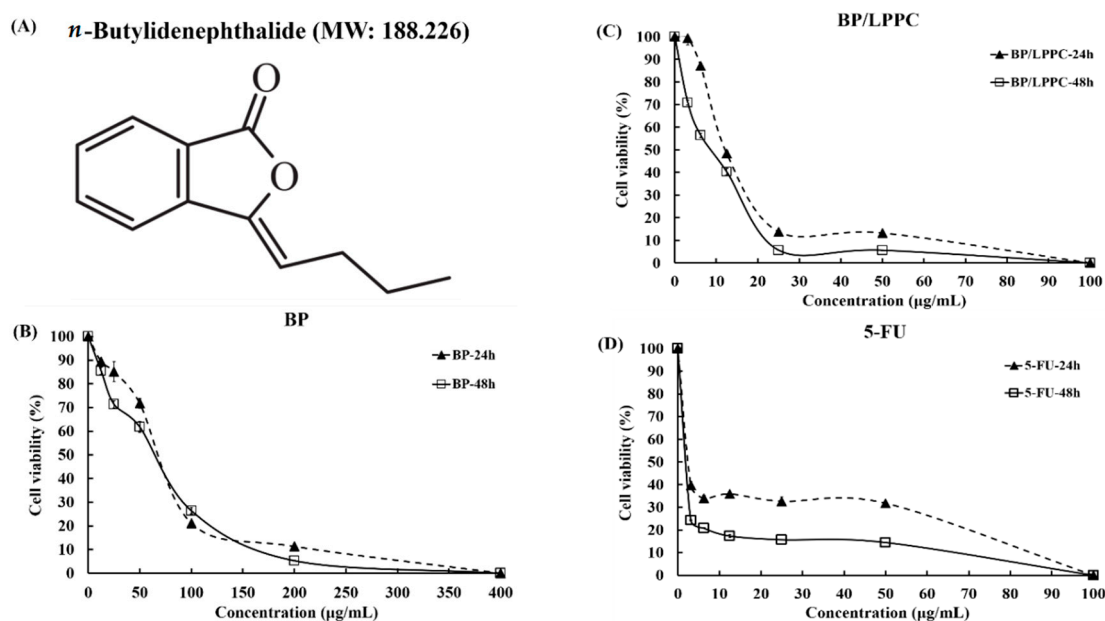 (A)
n-Butylidenephthalide (MW: 188.226)
O
O
(B)
BP
BP-24h
BP-48h
Cell viability (%)
100
90
80
70
60
50
40
30
20
10
0
0 50 100 150 200 250 300 350 400
Concentration (μg/mL)
(C)
BP/LPPC
BP/LPPC-24h
BP/LPPC-48h
Cell viability (%)
100
90
80
70
60
50
40
30
20
10
0
0 10 20 30 40 50 60 70 80 90 100
Concentration (μg/mL)
(D)
5-FU
5-FU-24h
5-FU-48h
Cell viability (%)
100
90
80
70
60
50
40
30
20
10
0
0 10 20 30 40 50 60 70 80 90 100
Concentration (μg/mL)